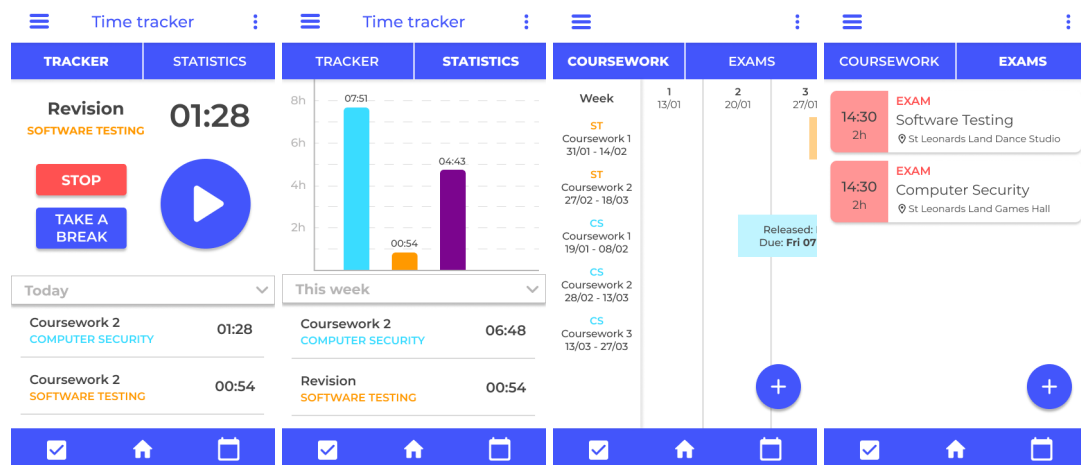 Time tracker
TRACKER STATISTICS
Revision
SOFTWARE TESTING
01:28
STOP
TAKE A
BREAK
Today
Coursework 2
COMPUTER SECURITY
01:28
Coursework 2
SOFTWARE TESTING
00:54
Time tracker
TRACKER STATISTICS
8h
6h
4h
2h
07:51
00:54
04:43
This week
Coursework 2
COMPUTER SECURITY
06:48
Revision
SOFTWARE TESTING
00:54
COURSEWORK EXAMS
Week
1
13/01
2
20/01
3
27/01
ST
Coursework 1
31/01 - 14/02
ST
Coursework 2
27/02 - 18/03
CS
Coursework 1
19/01 - 08/02
Released:
Due: Fri 07
CS
Coursework 2
28/02 - 13/03
CS
Coursework 3
13/03 - 27/03
+
COURSEWORK EXAMS
14:30
2h
EXAM
Software Testing
St Leonards Land Dance Studio
14:30
2h
EXAM
Computer Security
St Leonards Land Games Hall
+